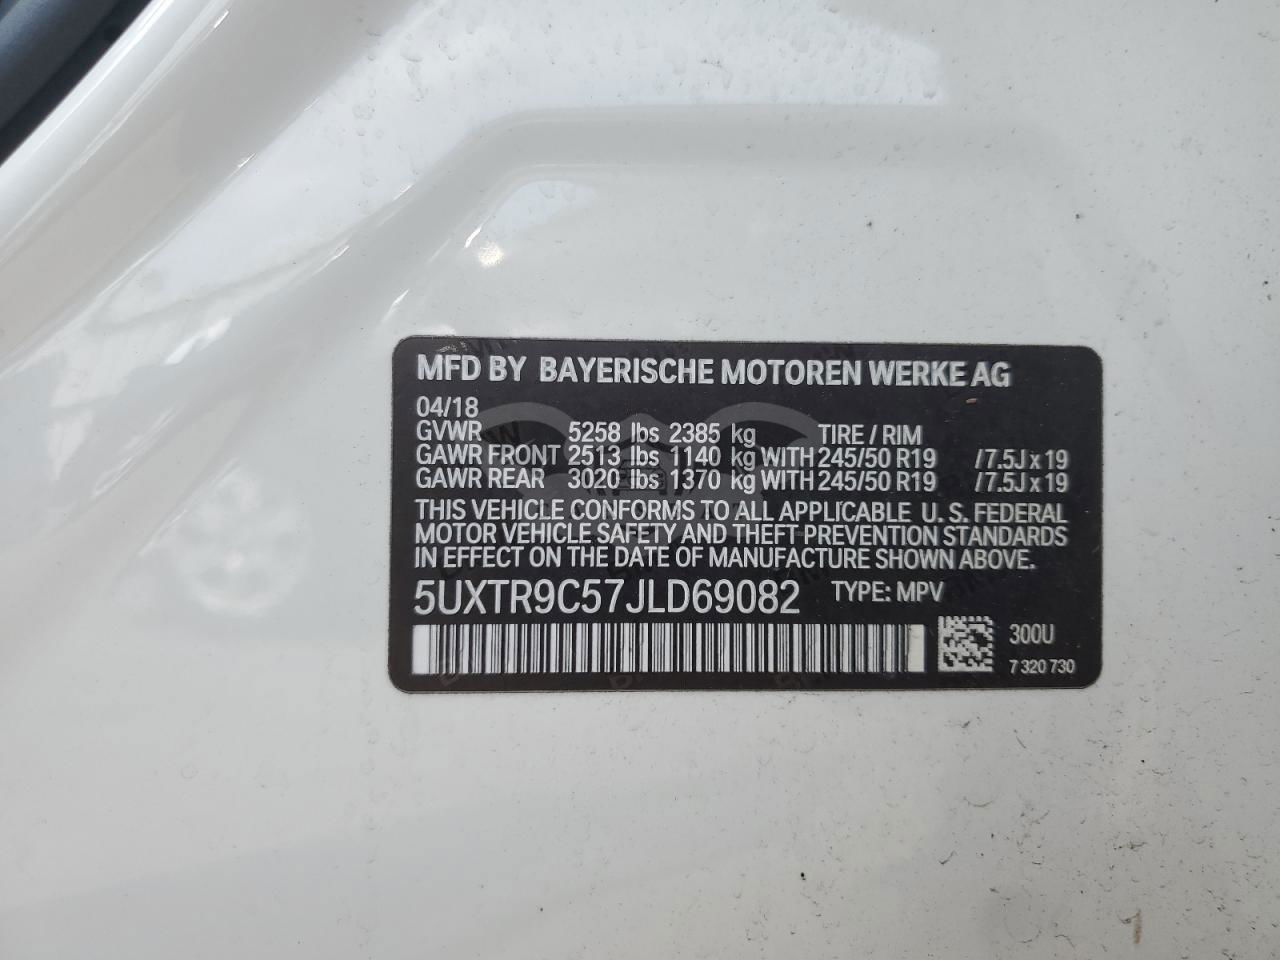 MFD BY BAYERISCHE MOTOREN WERKE AG
04/18
GVWR 5258 lbs 2385 kg TIRE / RIM
GAWR FRONT 2513 lbs 1140 kg WITH 245/50 R19 /7.5J x 19
GAWR REAR 3020 lbs 1370 kg WITH 245/50 R19 /7.5J x 19
THIS VEHICLE CONFORMS TO ALL APPLICABLE U. S. FEDERAL
MOTOR VEHICLE SAFETY AND THEFT PREVENTION STANDARDS
IN EFFECT ON THE DATE OF MANUFACTURE SHOWN ABOVE.
5UXTR9C57JLD69082 TYPE: MPV
300U
7 320 730